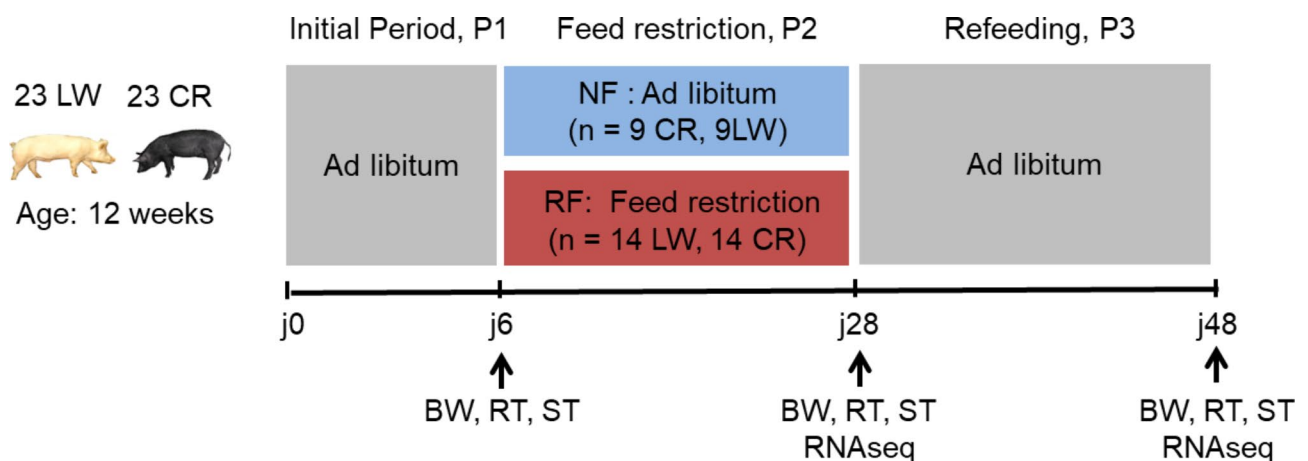 Initial Period, P1
Feed restriction, P2
Refeeding, P3
23 LW 23 CR
Age: 12 weeks
Ad libitum
NF : Ad libitum
(n = 9 CR, 9LW)
RF: Feed restriction
(n = 14 LW, 14 CR)
Ad libitum
j0
j6
j28
j48
BW, RT, ST
BW, RT, ST
RNAseq
BW, RT, ST
RNAseq